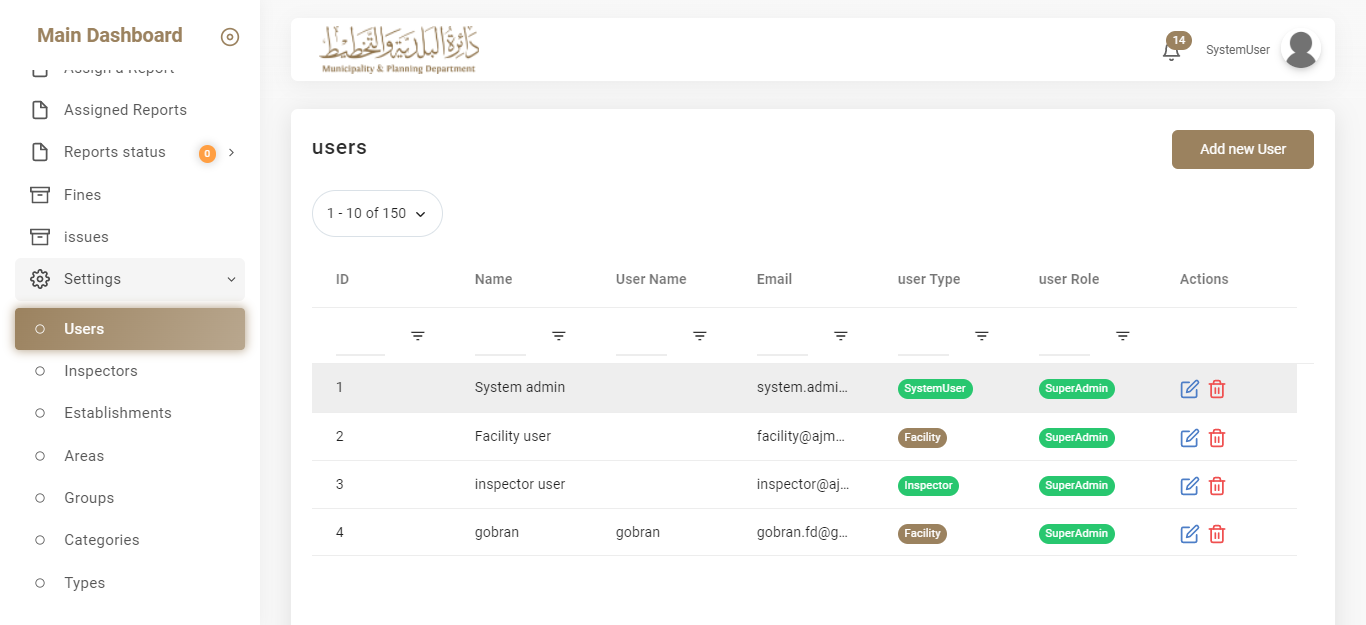 Main Dashboard
Assign a Report
Assigned Reports
Reports status 0
Fines
issues
Settings
Users
Inspectors
Establishments
Areas
Groups
Categories
Types
دائرة البلدية والتخطيط
Municipality & Planning Department
14
SystemUser
users
Add new User
1 - 10 of 150
ID Name User Name Email user Type user Role Actions
1 System admin system.admi... SystemUser SuperAdmin
2 Facility user facility@ajm... Facility SuperAdmin
3 inspector user inspector@aj... Inspector SuperAdmin
4 gobran gobran gobran.fd@g... Facility SuperAdmin